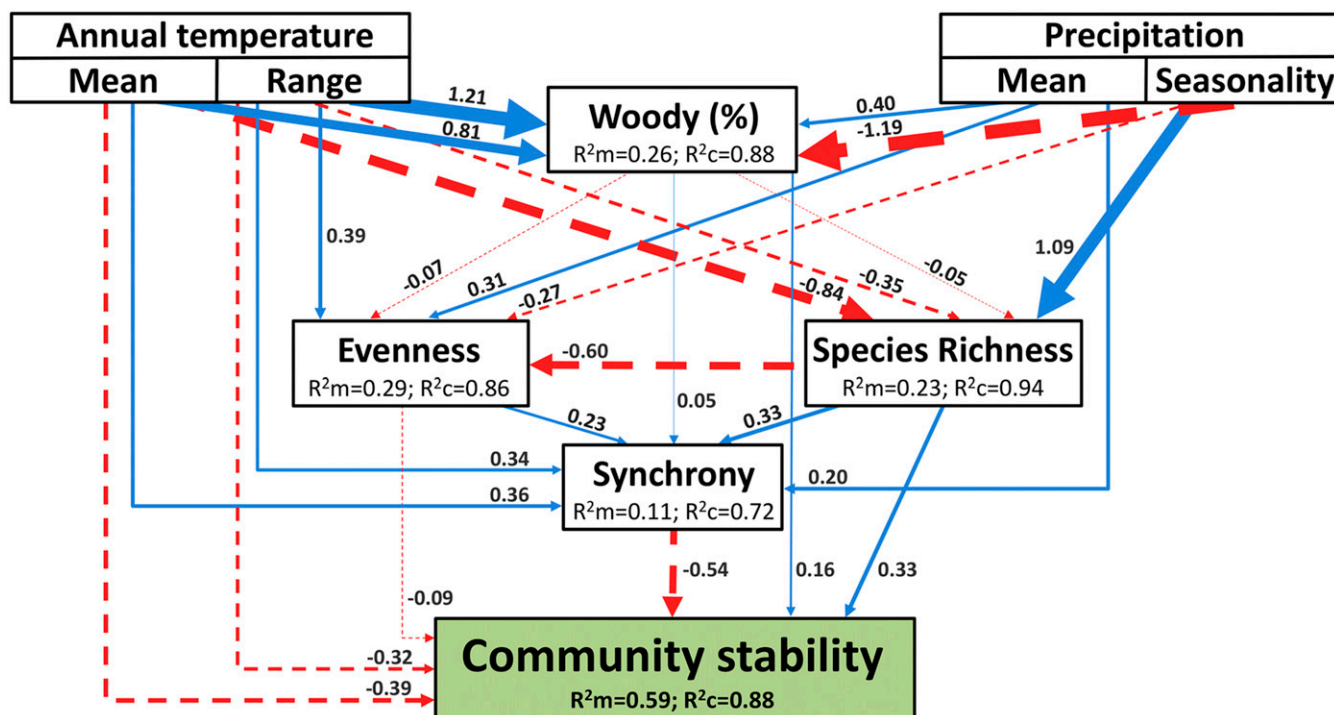 Annual temperature
Mean Range
Precipitation
Mean Seasonality
1.21
0.81
Woody (%)
R²m=0.26; R²c=0.88
0.40
-1.19
0.39
-0.07
0.31
-0.27
-0.84
-0.35
-0.05
1.09
Evenness
R²m=0.29; R²c=0.86
-0.60
Species Richness
R²m=0.23; R²c=0.94
0.23
0.05
0.33
0.34
0.36
Synchrony
R²m=0.11; R²c=0.72
0.20
-0.54
0.16
0.33
-0.09
-0.32
-0.39
Community stability
R²m=0.59; R²c=0.88